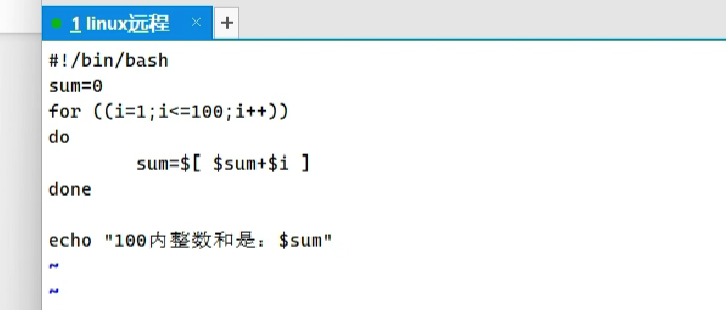 1 linux远程 × +
#!/bin/bash
sum=0
for ((i=1;i<=100;i++))
do
        sum=$[ $sum+$i ]
done
echo "100内整数和是：$sum"
~
~